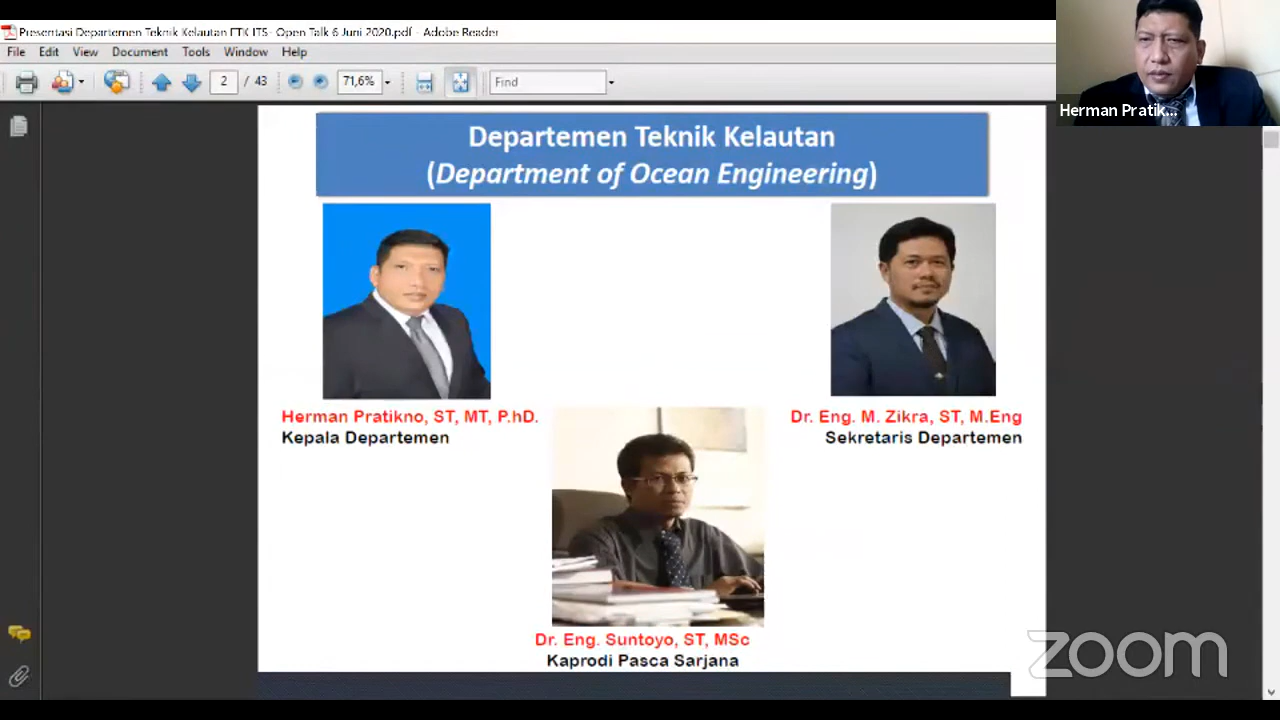 Presentasi Departemen Teknik Kelautan FTK ITS- Open Talk 6 Juni 2020.pdf - Adobe Reader
File Edit View Document Tools Window Help
2 / 43 71,6% Find
Herman Pratik...
Departemen Teknik Kelautan
(Department of Ocean Engineering)
Herman Pratikno, ST, MT, P.hD.
Kepala Departemen
Dr. Eng. M. Zikra, ST, M.Eng
Sekretaris Departemen
Dr. Eng. Suntoyo, ST, MSc
Kaprodi Pasca Sarjana
zoom